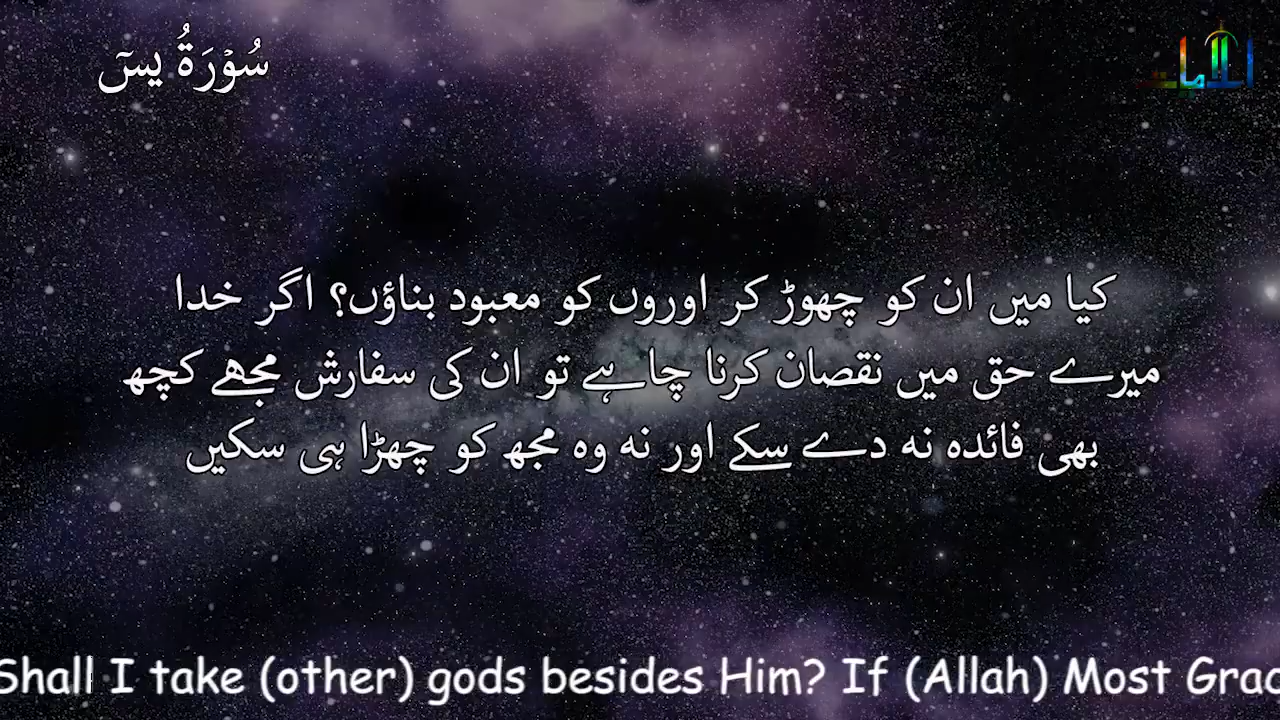 سُوْرَةُ يسٓ
کیا میں ان کو چھوڑ کر اوروں کو معبود بناؤں؟ اگر خدا
میرے حق میں نقصان کرنا چاہے تو ان کی سفارش مجھے کچھ
بھی فائدہ نہ دے سکے اور نہ وہ مجھ کو چھڑا ہی سکیں
Shall I take (other) gods besides Him? If (Allah) Most Grac